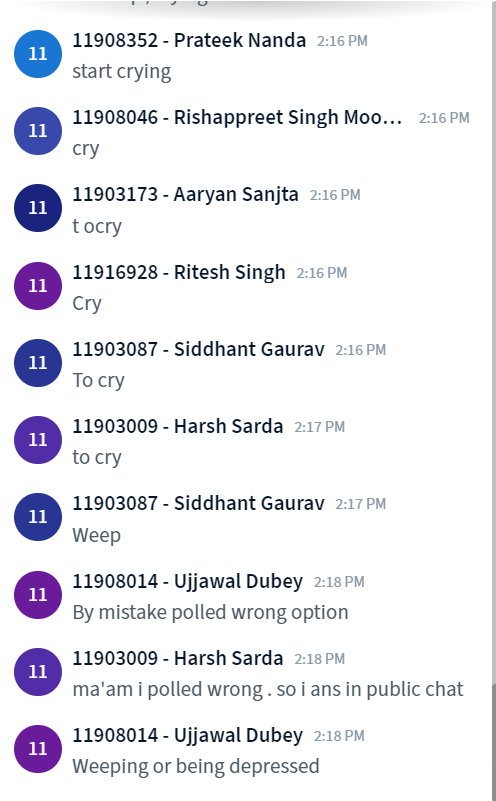 11 11908352 - Prateek Nanda 2:16 PM
start crying
11 11908046 - Rishappreet Singh Moo... 2:16 PM
cry
11 11903173 - Aaryan Sanjta 2:16 PM
t ocry
11 11916928 - Ritesh Singh 2:16 PM
Cry
11 11903087 - Siddhant Gaurav 2:16 PM
To cry
11 11903009 - Harsh Sarda 2:17 PM
to cry
11 11903087 - Siddhant Gaurav 2:17 PM
Weep
11 11908014 - Ujjawal Dubey 2:18 PM
By mistake polled wrong option
11 11903009 - Harsh Sarda 2:18 PM
ma'am i polled wrong . so i ans in public chat
11 11908014 - Ujjawal Dubey 2:18 PM
Weeping or being depressed